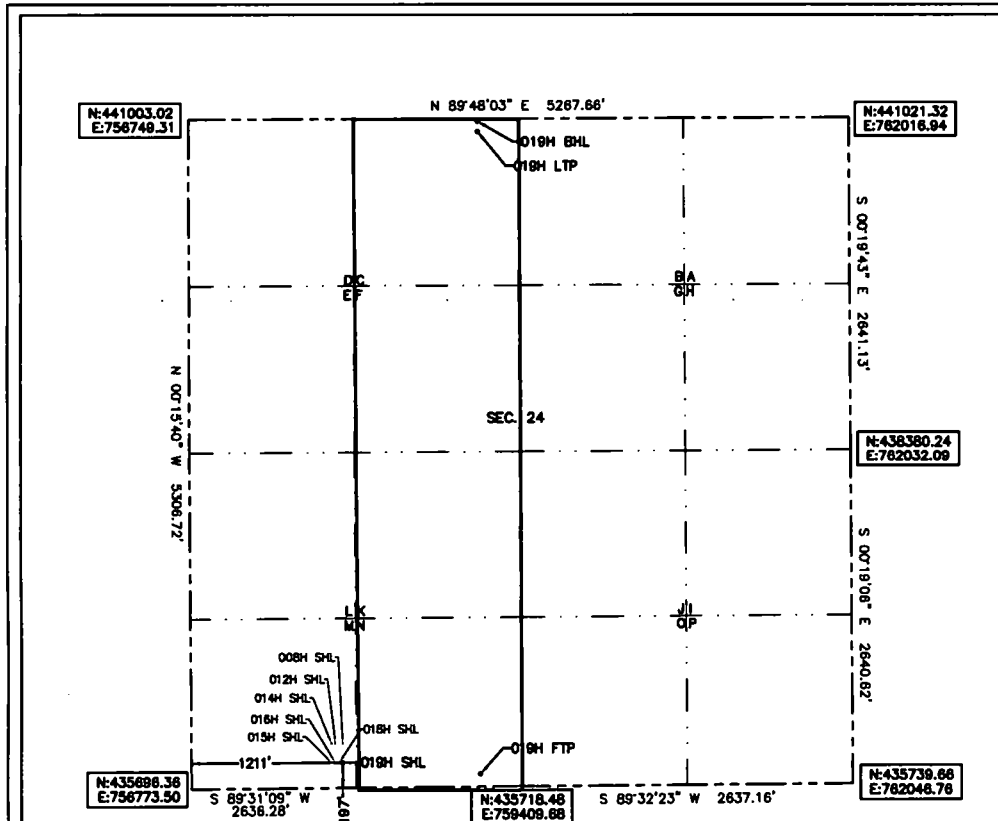 N 89°48'03" E 5267.66'
N:441003.02
E:756749.31
N:441021.32
E:762016.94
019H BHL
019H LTP
S 00°19'43" E 2641.13'
D C
E F
B A
G H
N 00°15'40" W 5306.72'
SEC. 24
N:438380.24
E:762032.09
S 00°19'08" E 2640.62'
L K
M N
J I
O P
008H SHL
012H SHL
014H SHL
016H SHL
015H SHL
018H SHL
019H SHL
1211'
019H FTP
N:435696.36
E:756773.50
S 89°31'09" W
2636.28'
N:435718.48
E:759409.68
S 89°32'23" W 2637.16'
N:435739.66
E:762046.76